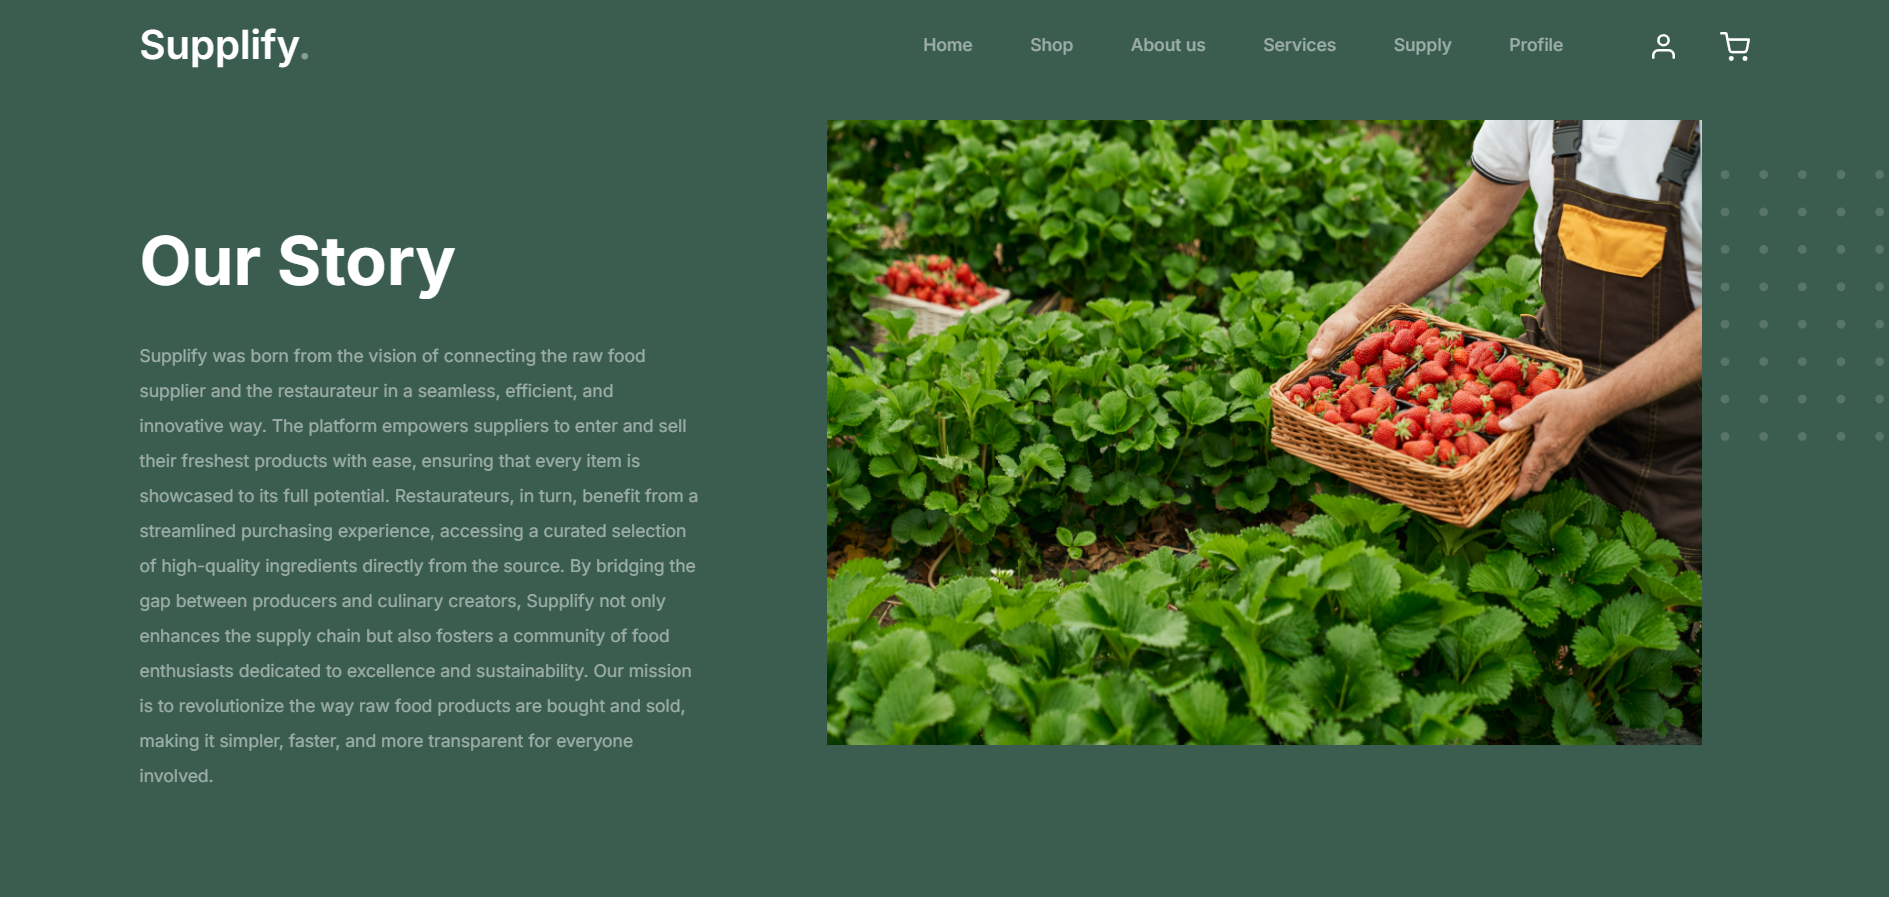 Supplify.
Home Shop About us Services Supply Profile
Our Story
Supplify was born from the vision of connecting the raw food
supplier and the restaurateur in a seamless, efficient, and
innovative way. The platform empowers suppliers to enter and sell
their freshest products with ease, ensuring that every item is
showcased to its full potential. Restaurateurs, in turn, benefit from a
streamlined purchasing experience, accessing a curated selection
of high-quality ingredients directly from the source. By bridging the
gap between producers and culinary creators, Supplify not only
enhances the supply chain but also fosters a community of food
enthusiasts dedicated to excellence and sustainability. Our mission
is to revolutionize the way raw food products are bought and sold,
making it simpler, faster, and more transparent for everyone
involved.